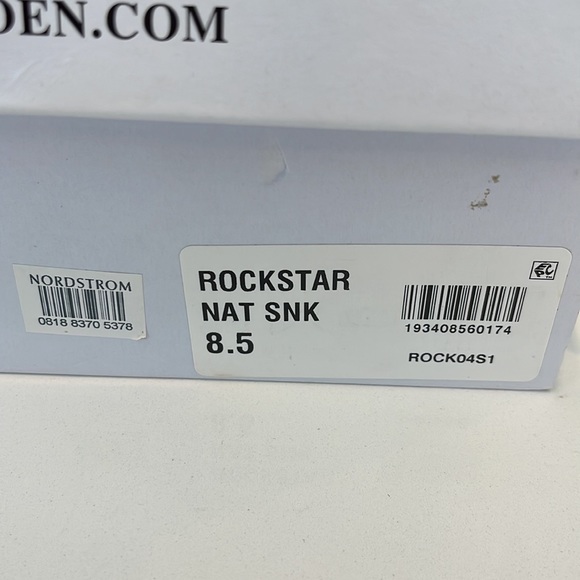 DEN.COM
NORDSTROM
0818 8370 5378
ROCKSTAR
NAT SNK
8.5
193408560174
ROCK04S1